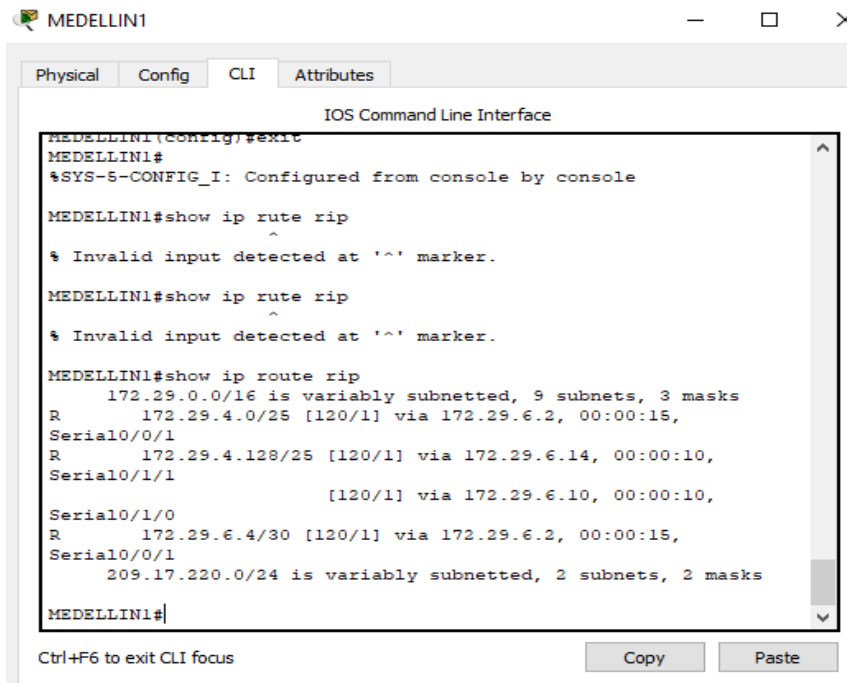 MEDELLIN1
Physical Config CLI Attributes
IOS Command Line Interface
MEDELLIN1(config)#exit
MEDELLIN1#
%SYS-5-CONFIG_I: Configured from console by console
MEDELLIN1#show ip rute rip
^
% Invalid input detected at '^' marker.
MEDELLIN1#show ip rute rip
^
% Invalid input detected at '^' marker.
MEDELLIN1#show ip route rip
172.29.0.0/16 is variably subnetted, 9 subnets, 3 masks
R 172.29.4.0/25 [120/1] via 172.29.6.2, 00:00:15,
Serial0/0/1
R 172.29.4.128/25 [120/1] via 172.29.6.14, 00:00:10,
Serial0/1/1
[120/1] via 172.29.6.10, 00:00:10,
Serial0/1/0
R 172.29.6.4/30 [120/1] via 172.29.6.2, 00:00:15,
Serial0/0/1
209.17.220.0/24 is variably subnetted, 2 subnets, 2 masks
MEDELLIN1#
Ctrl+F6 to exit CLI focus
Copy Paste